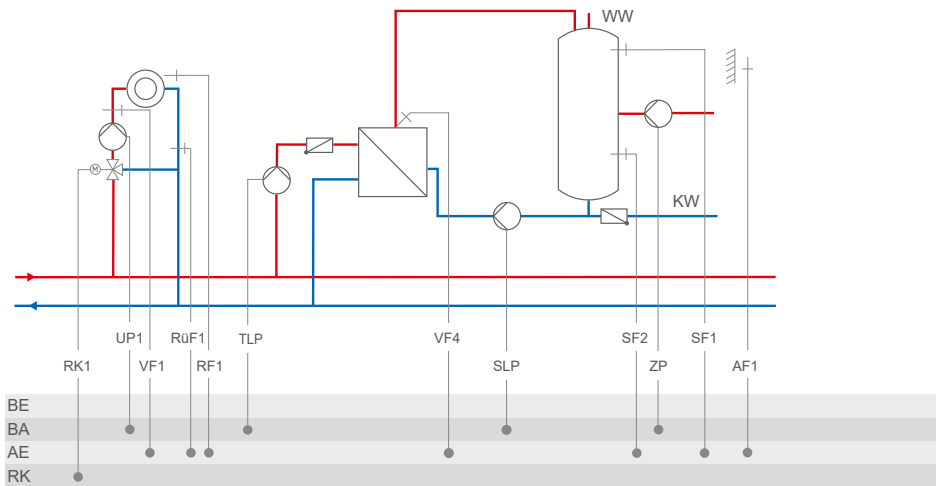 WW
M
KW
UP1 RüF1 TLP VF4 SF2 SF1
RK1 VF1 RF1 SLP ZP AF1
BE
BA
AE
RK